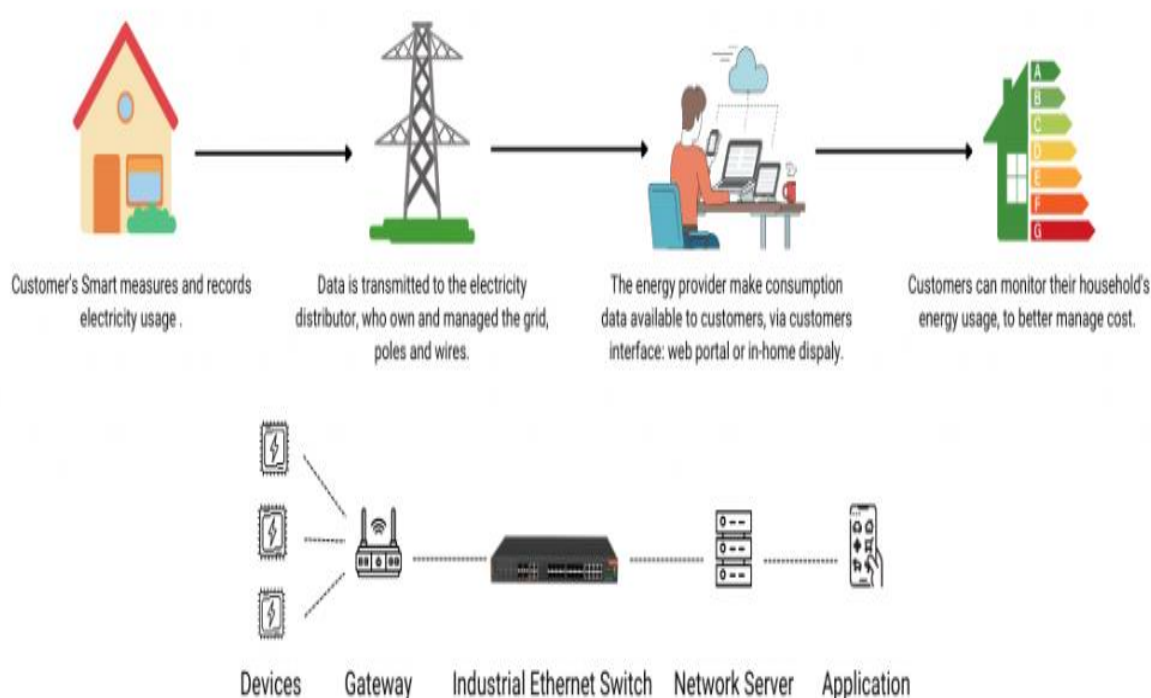 A
B
C
D
E
F
G
Customer's Smart measures and records
electricity usage .
Data is transmitted to the electricity
distributor, who own and managed the grid,
poles and wires.
The energy provider make consumption
data available to customers, via customers
interface: web portal or in-home dispaly.
Customers can monitor their household's
energy usage, to better manage cost.
Devices
Gateway
Industrial Ethernet Switch
Network Server
Application